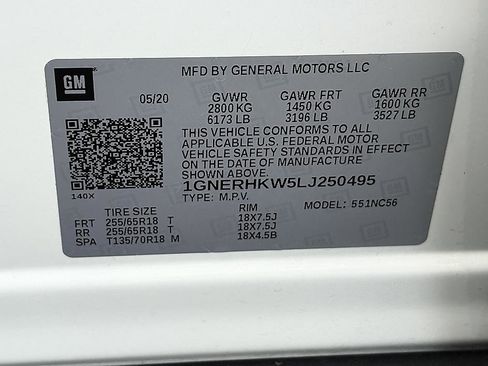 GM
MFD BY GENERAL MOTORS LLC
05/20 GVWR GAWR FRT GAWR RR
2800 KG 1450 KG 1600 KG
6173 LB 3196 LB 3527 LB
THIS VEHICLE CONFORMS TO ALL
APPLICABLE U.S. FEDERAL MOTOR
VEHICLE SAFETY STANDARDS IN
EFFECT ON THE DATE OF MANUFACTURE
SHOWN ABOVE.
1GNERHKW5LJ250495
140X TYPE: M.P.V. MODEL: 551NC56
TIRE SIZE RIM
FRT 255/65R18 T 18X7.5J
RR 255/65R18 T 18X7.5J
SPA T135/70R18 M 18X4.5B